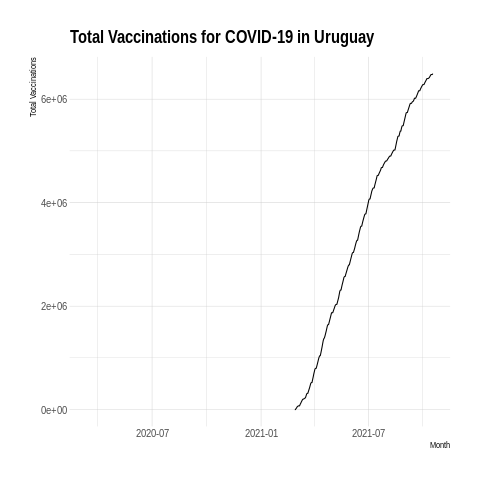 Total Vaccinations for COVID-19 in Uruguay
Total Vaccinations
6e+06
4e+06
2e+06
0e+00
2020-07
2021-01
2021-07
Month